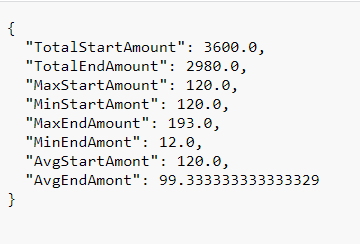 {
"TotalStartAmount": 3600.0,
"TotalEndAmount": 2980.0,
"MaxStartAmount": 120.0,
"MinStartAmont": 120.0,
"MaxEndAmount": 193.0,
"MinEndAmont": 12.0,
"AvgStartAmont": 120.0,
"AvgEndAmont": 99.333333333333329
}